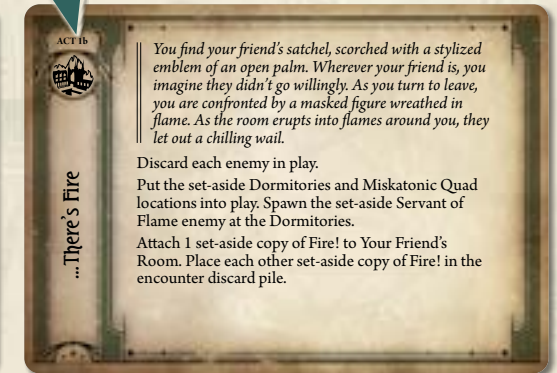 ACT 1b
...There's Fire
You find your friend's satchel, scorched with a stylized
emblem of an open palm. Wherever your friend is, you
imagine they didn't go willingly. As you turn to leave,
you are confronted by a masked figure wreathed in
flame. As the room erupts into flames around you, they
let out a chilling wail.
Discard each enemy in play.
Put the set-aside Dormitories and Miskatonic Quad
locations into play. Spawn the set-aside Servant of
Flame enemy at the Dormitories.
Attach 1 set-aside copy of Fire! to Your Friend's
Room. Place each other set-aside copy of Fire! in the
encounter discard pile.